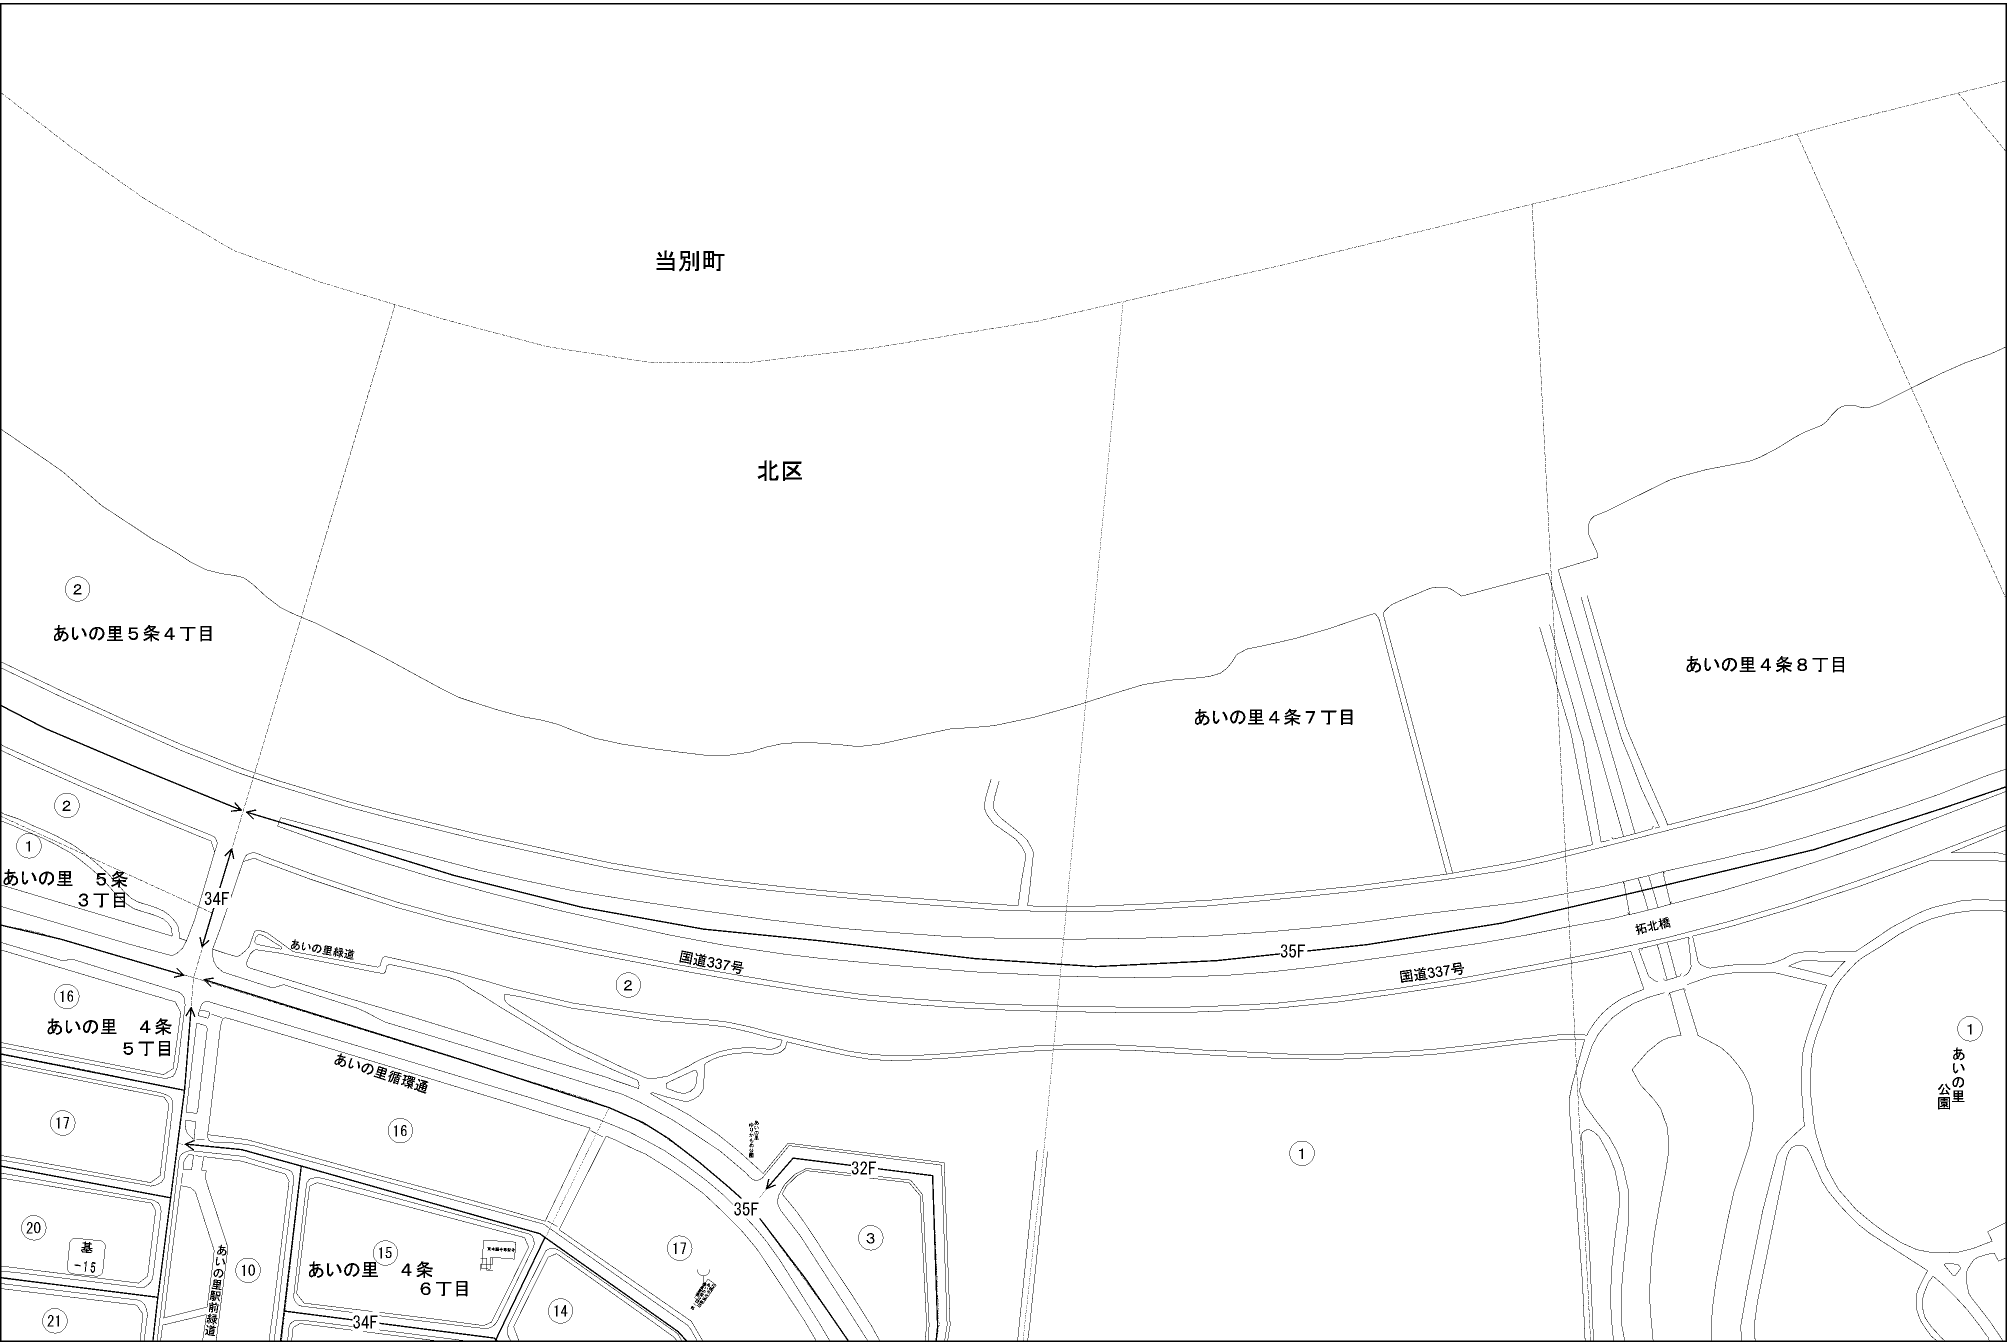 当別町
北区
②
あいの里５条４丁目
あいの里４条８丁目
あいの里４条７丁目
②
①
あいの里　５条
３丁目
34F
あいの里緑道
国道337号
②
35F
国道337号
拓北橋
⑯
あいの里　４条
５丁目
あいの里循環通
①
あいの里
公園
⑰
⑯
①
32F
35F
③
⑳
基
-15
あいの里駅前緑道
⑩
⑮
あいの里　４条
６丁目
⑰
⑭
㉑
34F